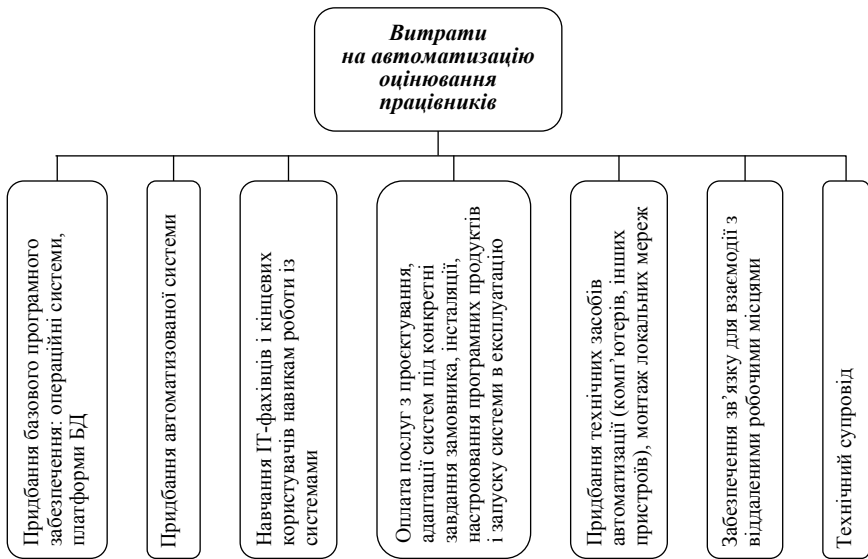 Витрати
на автоматизацію
оцінювання
працівників
Придбання базового програмного
забезпечення: операційні системи,
платформи БД
Придбання автоматизованої системи
Навчання ІТ-фахівців і кінцевих
користувачів навикам роботи із
системами
Оплата послуг з проєктування,
адаптації систем під конкретні
завдання замовника, інсталяції,
настроювання програмних продуктів
і запуску системи в експлуатацію
Придбання технічних засобів
автоматизації (комп’ютерів, інших
пристроїв), монтаж локальних мереж
Забезпечення зв’язку для взаємодії з
віддаленими робочими місцями
Технічний супровід